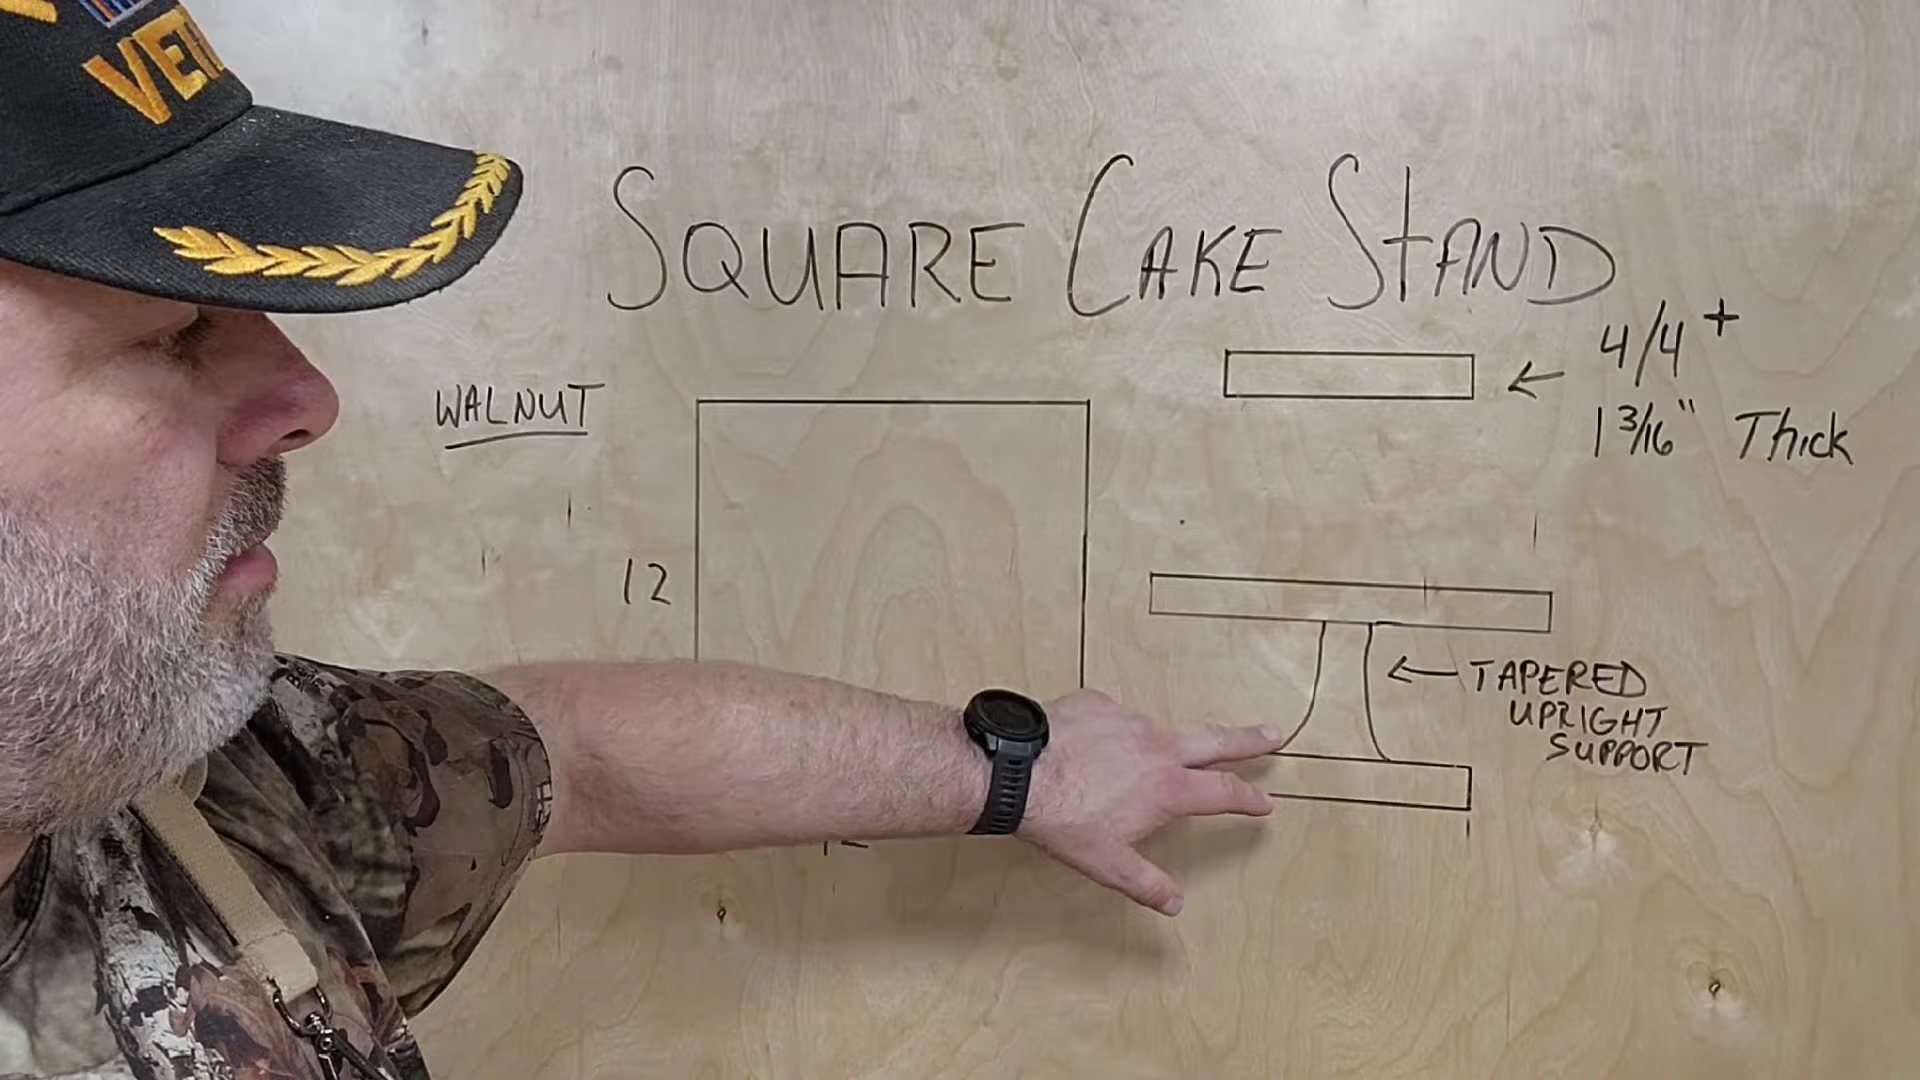 SQUARE CAKE STAND
4/4+
1 3/16" Thick
WALNUT
12
TAPERED
UPRIGHT
SUPPORT